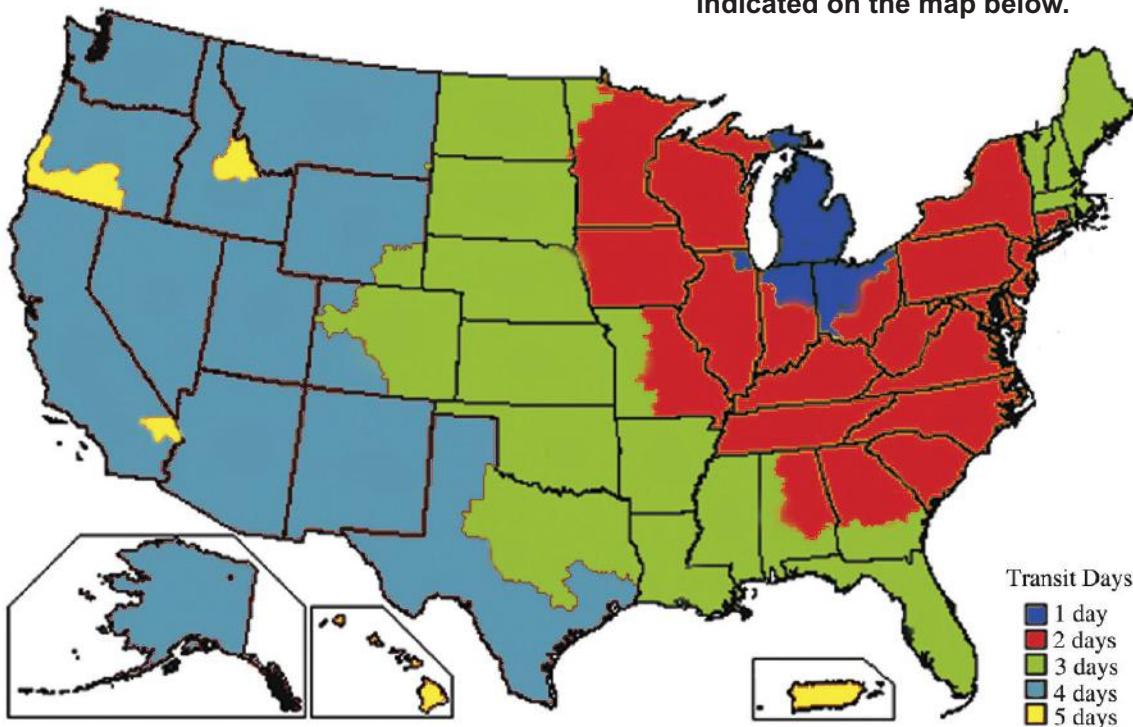 indicated on the map below.
Transit Days
1 day
2 days
3 days
4 days
5 days